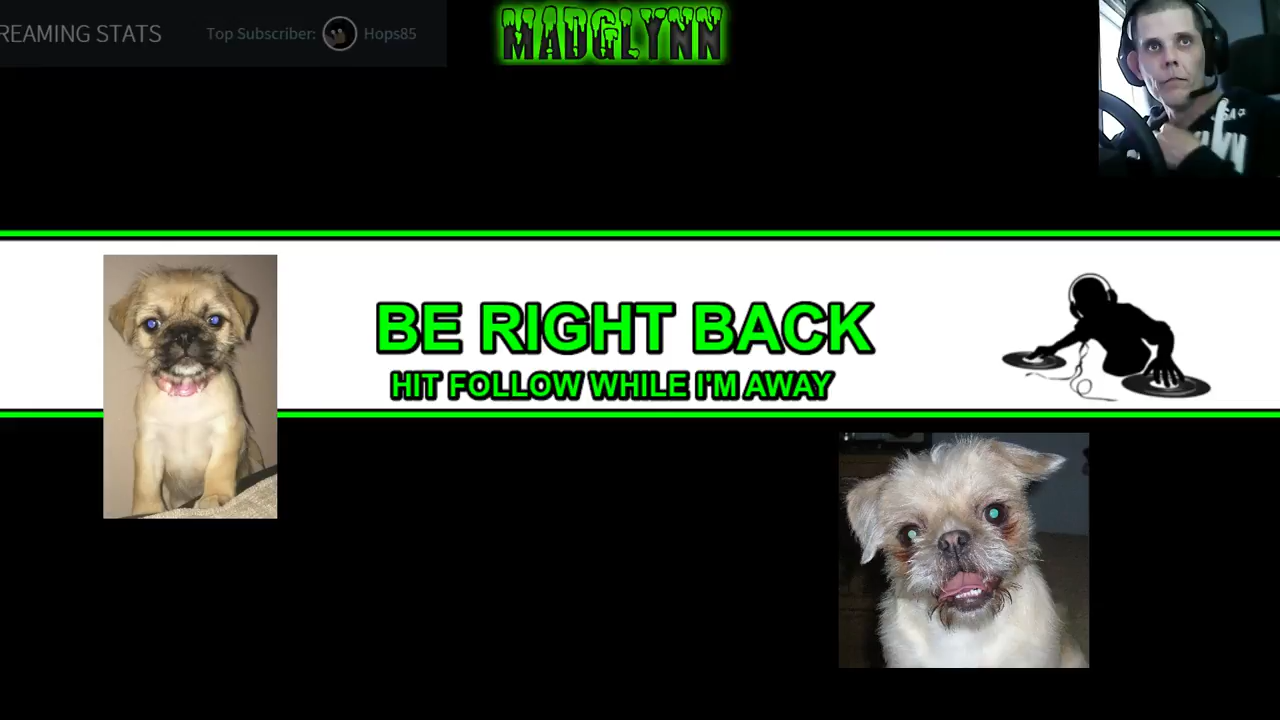 REAMING STATS
Top Subscriber: Hops85
MADGLYNN
BE RIGHT BACK
HIT FOLLOW WHILE I'M AWAY